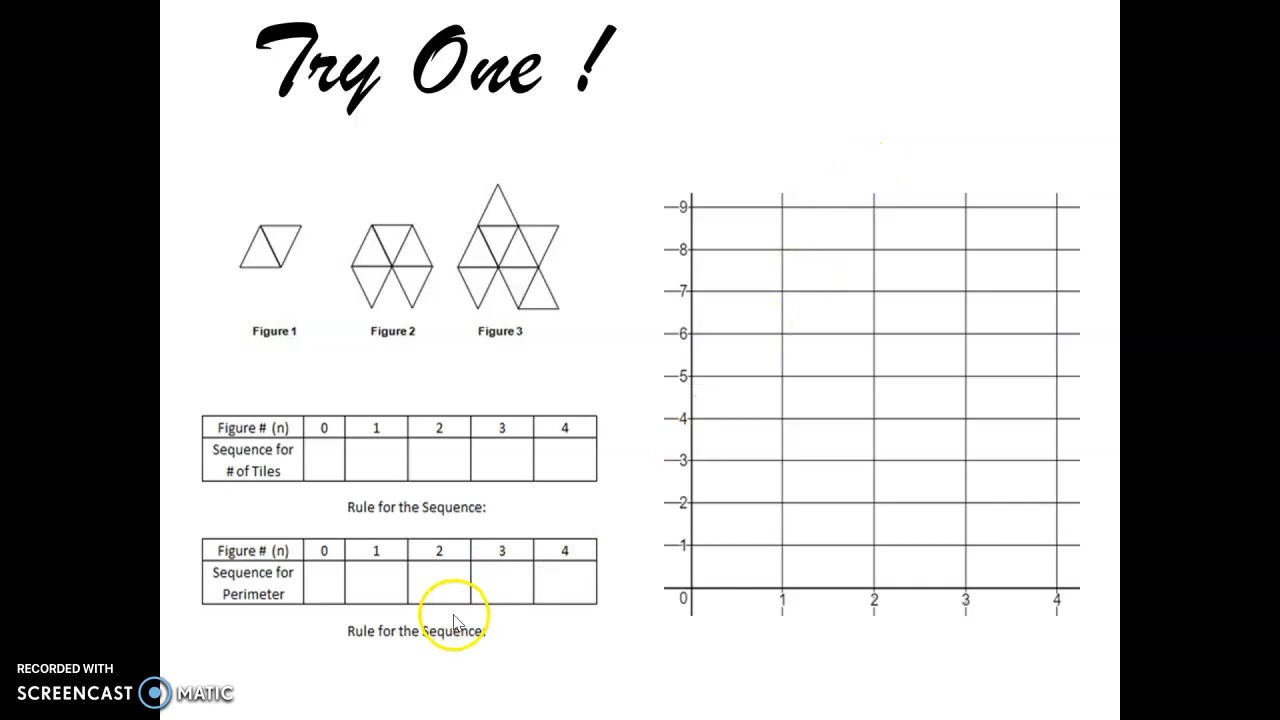 Try One !
Figure 1
Figure 2
Figure 3
Figure # (n) 0 1 2 3 4
Sequence for
# of Tiles
Rule for the Sequence:
Figure # (n) 0 1 2 3 4
Sequence for
Perimeter
Rule for the Sequence:
9
8
7
6
5
4
3
2
1
0 1 2 3 4
RECORDED WITH
SCREENCAST MATIC